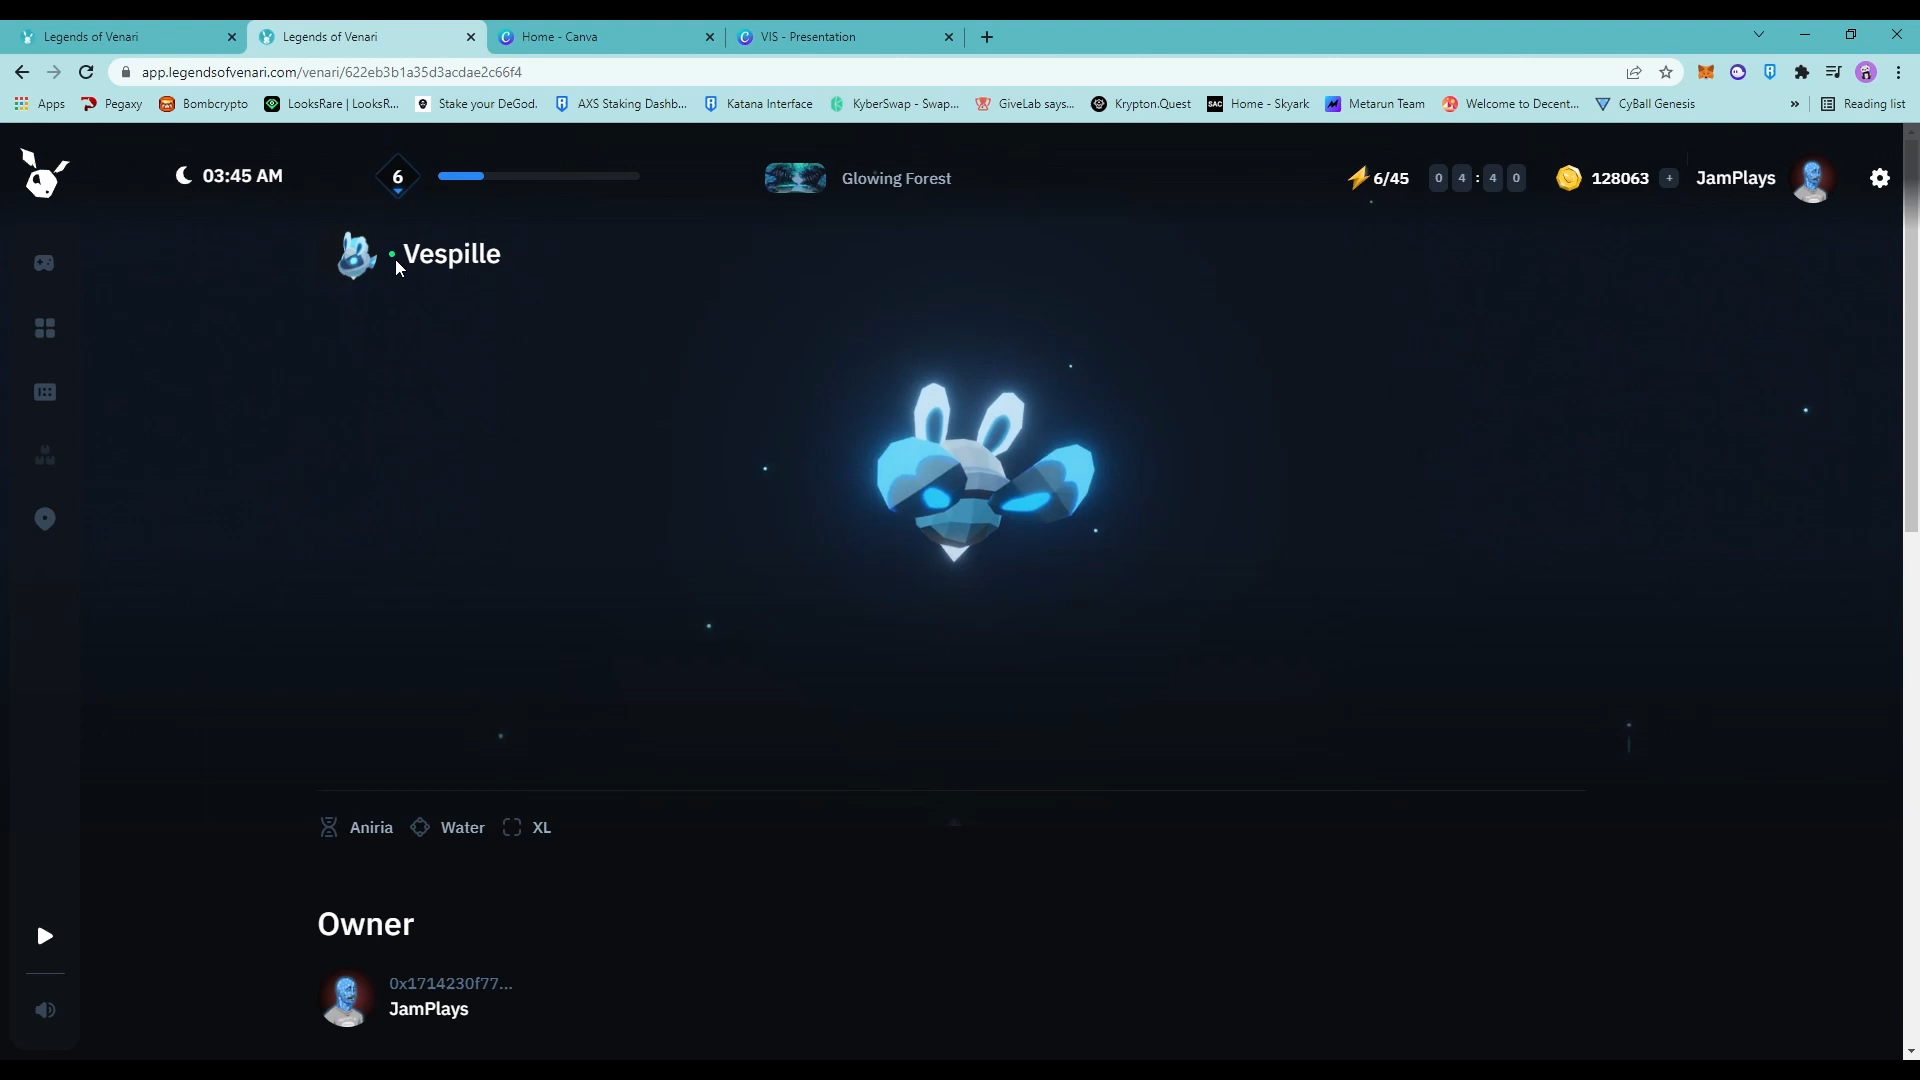 Legends of Venari
Legends of Venari
Home - Canva
VIS - Presentation
app.legendsofvenari.com/venari/622eb3b1a35d3acdae2c66f4
Apps
Pegaxy
Bombcrypto
LooksRare | LooksR...
Stake your DeGod.
AXS Staking Dashb...
Katana Interface
KyberSwap - Swap...
GiveLab says...
Krypton.Quest
SAC
Home - Skyark
Metarun Team
Welcome to Decent...
CyBall Genesis
»
Reading list
03:45 AM
6
Glowing Forest
6/45
0 4 : 4 0
128063
+
JamPlays
Vespille
Aniria
Water
XL
Owner
0x1714230f77...
JamPlays